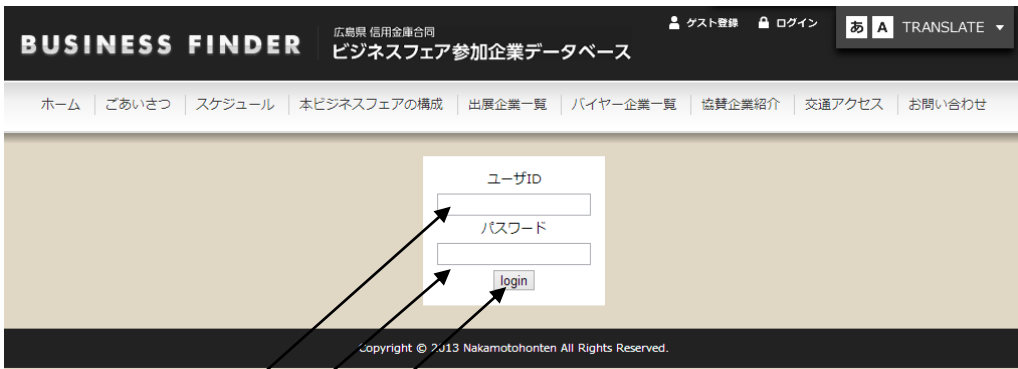 BUSINESS FINDER
広島県 信用金庫合同
ビジネスフェア参加企業データベース
ゲスト登録 ログイン
あ A TRANSLATE ▼
ホーム ごあいさつ スケジュール 本ビジネスフェアの構成 出展企業一覧 バイヤー企業一覧 協賛企業紹介 交通アクセス お問い合わせ
ユーザID
パスワード
login
Copyright © 2013 Nakamotohonten All Rights Reserved.